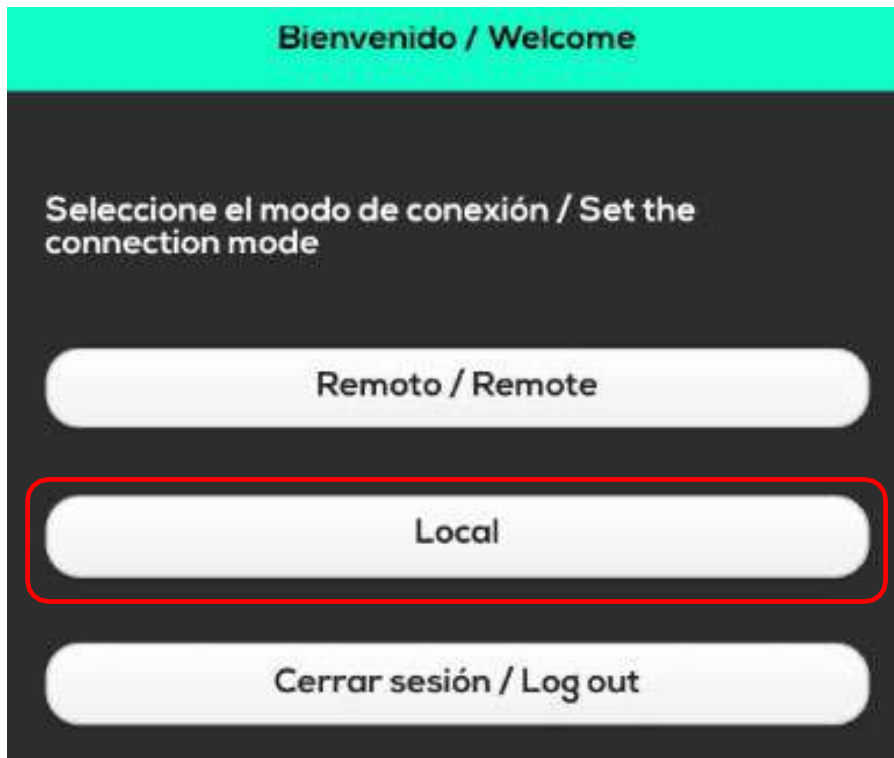 Bienvenido / Welcome
Seleccione el modo de conexión / Set the
connection mode
Remoto / Remote
Local
Cerrar sesión / Log out